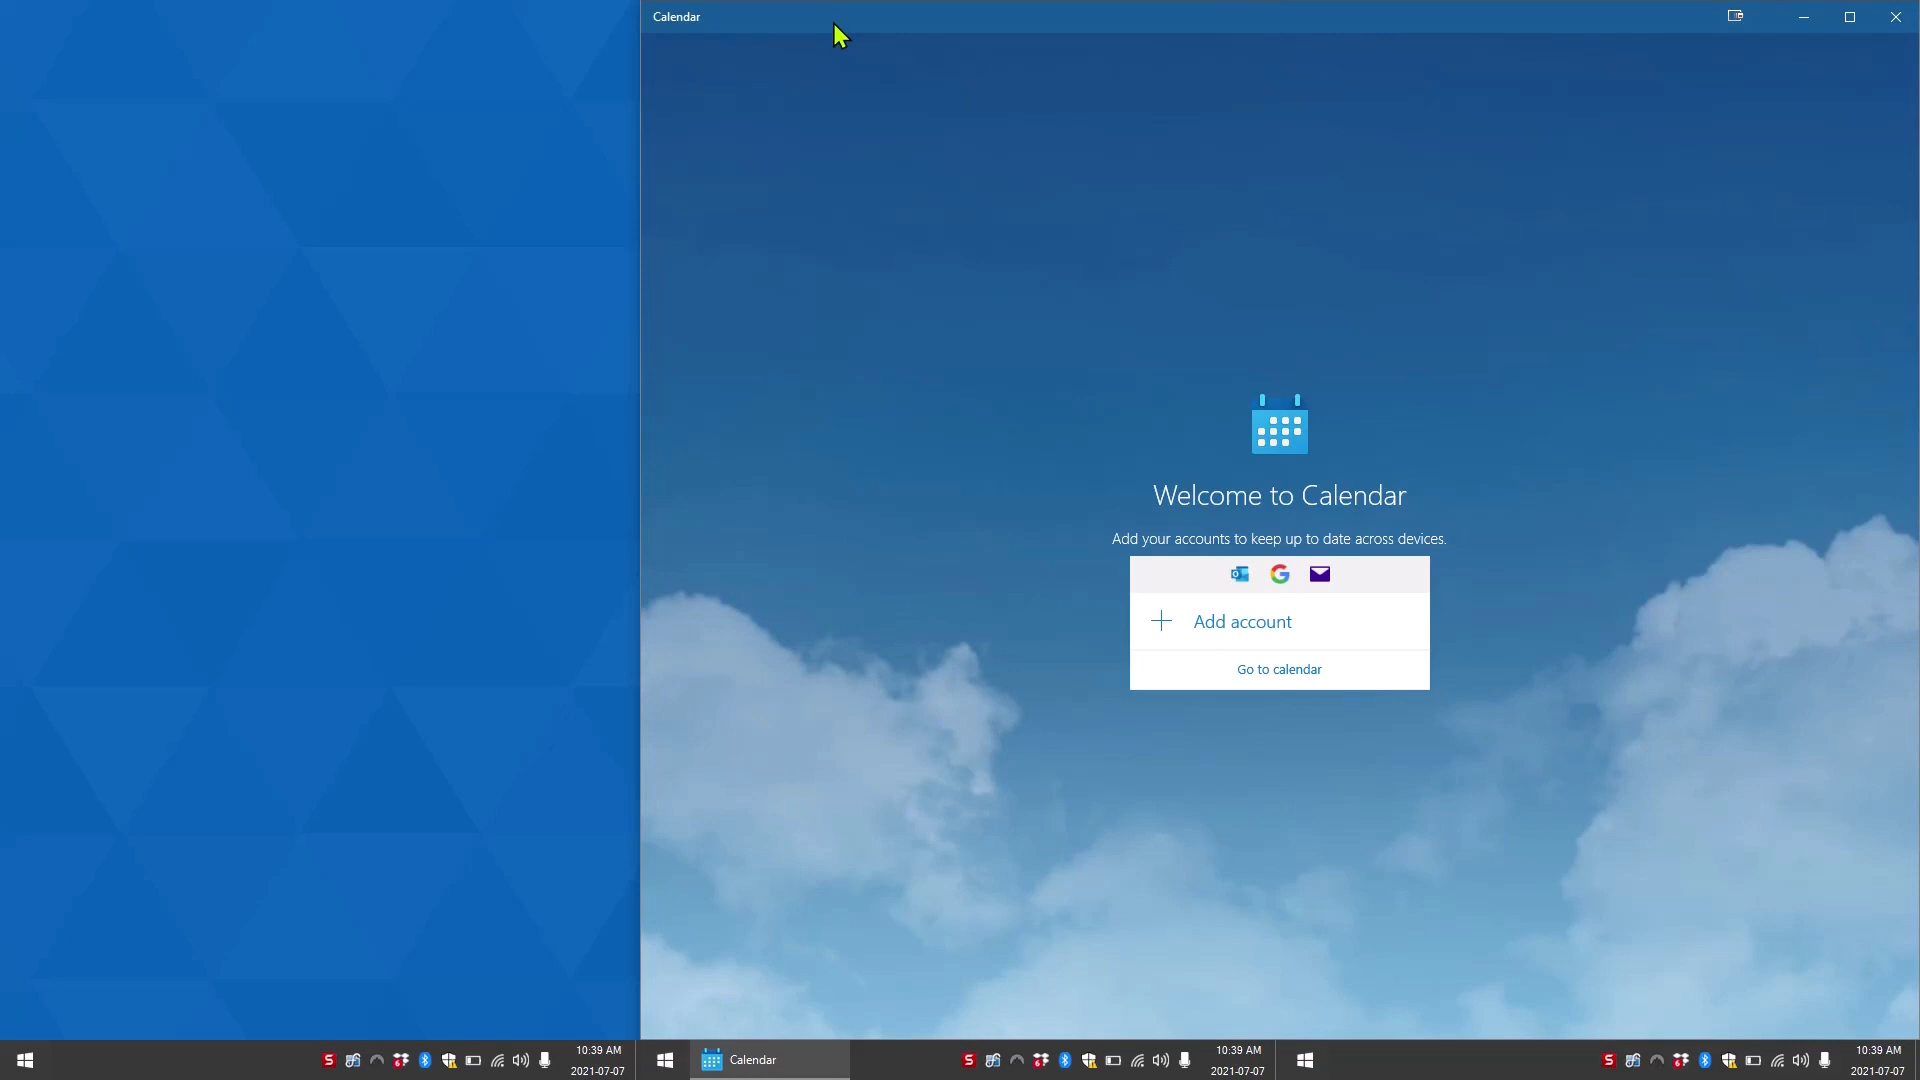 Calendar
Welcome to Calendar
Add your accounts to keep up to date across devices.
Add account
Go to calendar
10:39 AM
2021-07-07
Calendar
10:39 AM
2021-07-07
10:39 AM
2021-07-07